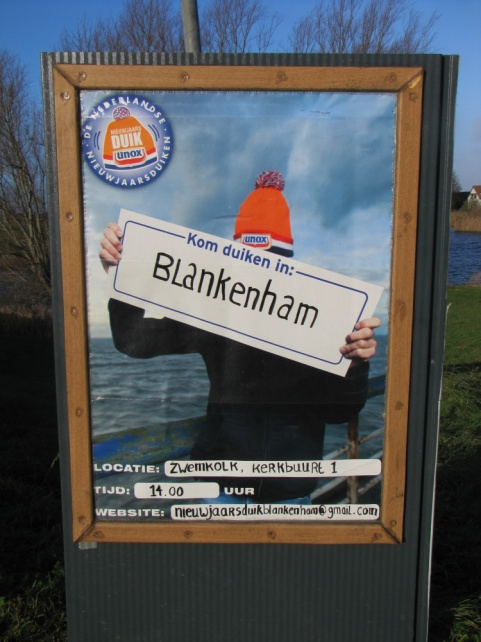 DE NEDERLANDSE
NIEUWJAARSDUIKEN
NIEUWJAARS
DUIK
unox
unox
Kom duiken in:
BLankenham
LOCATIE: ZWEMKOLK, KERKBUURT 1
TIJD: 14.00 UUR
WEBSITE: nieuwjaarsduikblankenham@gmail.com